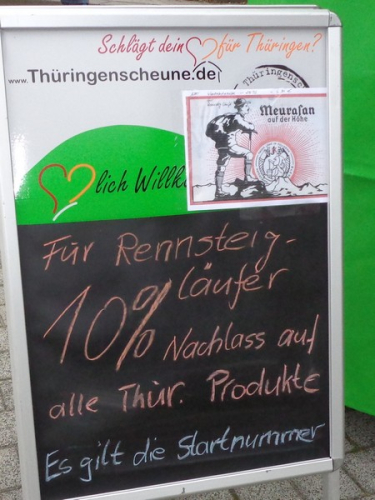 Schlägt dein für Thüringen?
www.Thüringenscheune.de
Thüringensc
Meurasan
auf der Höhe
lich Willk
Für Rennsteig-
läufer
10% Nachlass auf
alle Thür. Produkte
Es gilt die Startnummer